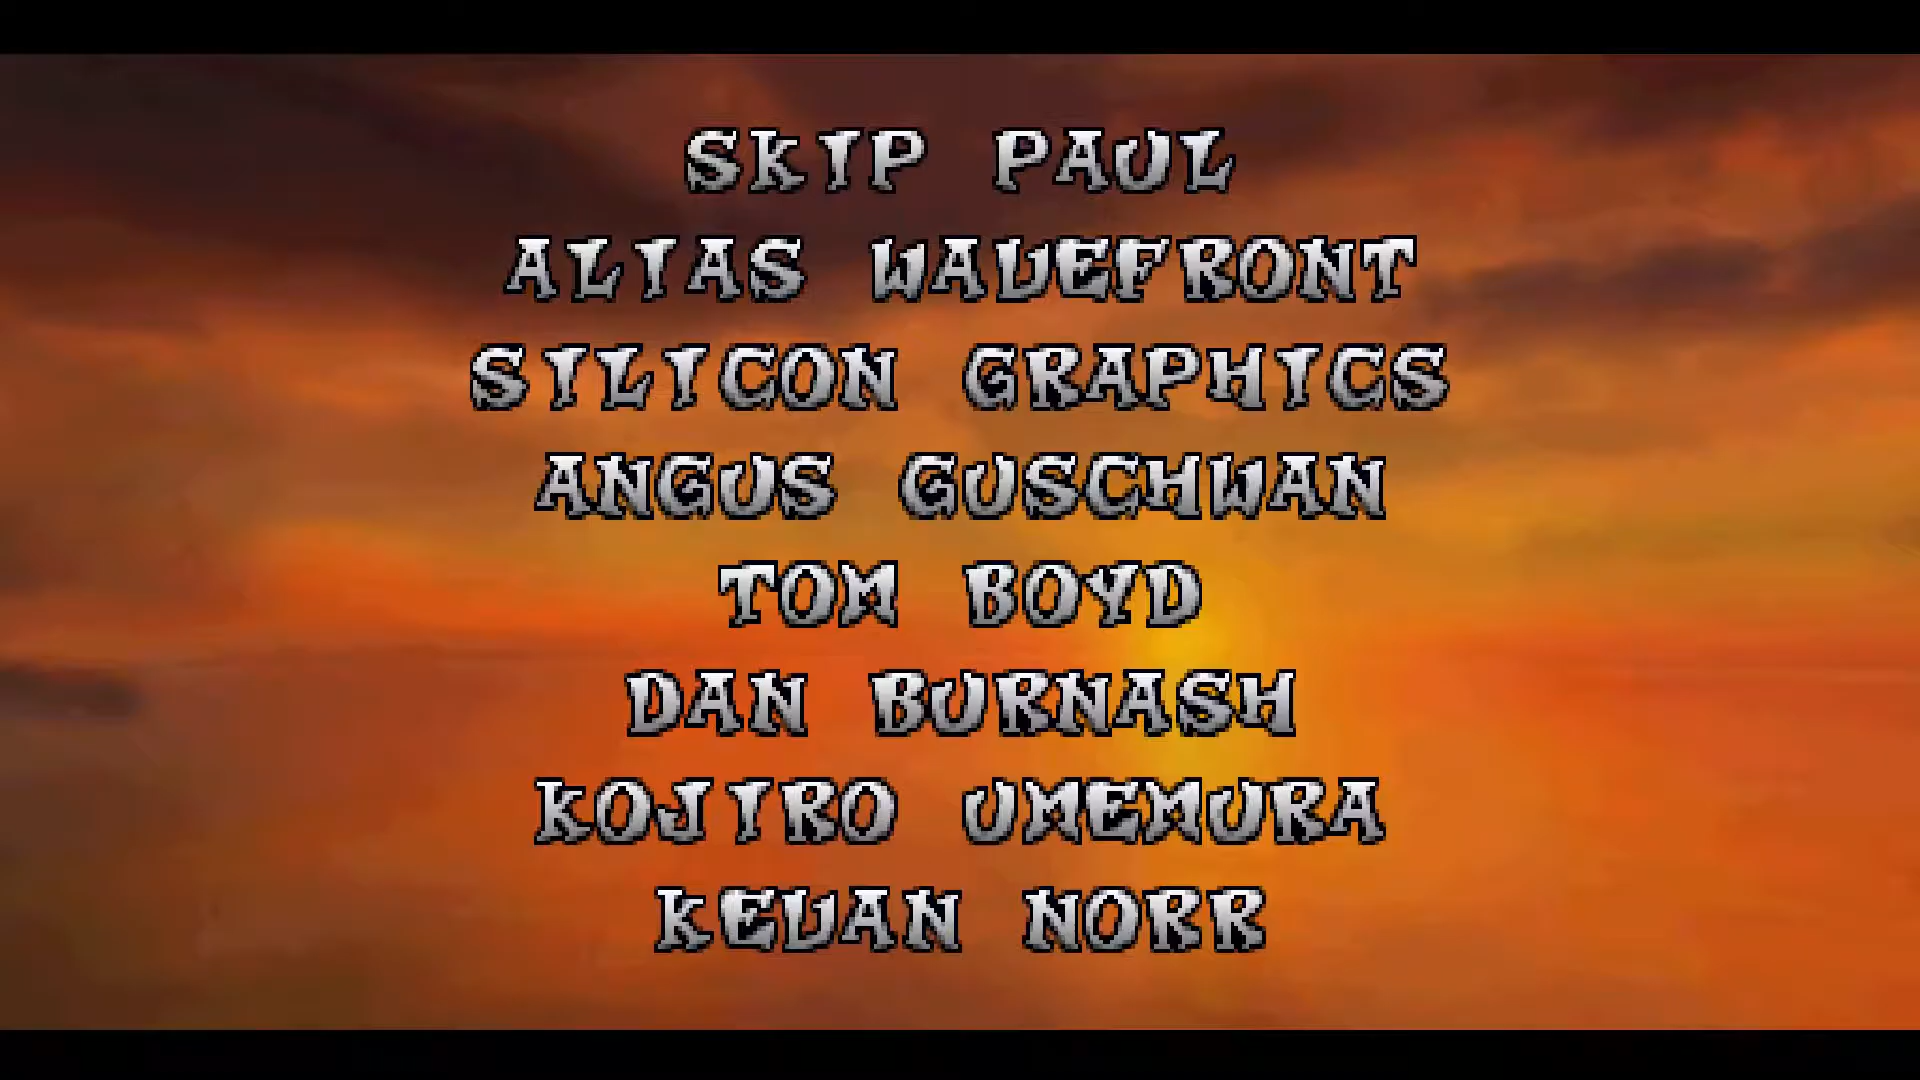 SKIP PAUL
ALIAS WAVEFRONT
SILICON GRAPHICS
ANGUS GUSCHWAN
TOM BOYD
DAN BURNASH
KOJIRO UMEMURA
KEVAN NORR